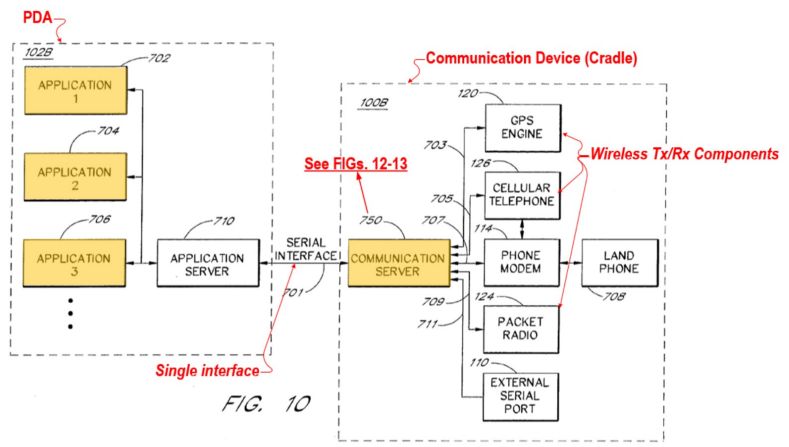 PDA
102B
702
APPLICATION
1
704
APPLICATION
2
706
APPLICATION
3
710
APPLICATION
SERVER
SERIAL
INTERFACE
701
Single interface
Communication Device (Cradle)
100B
See FIGs. 12-13
750
COMMUNICATION
SERVER
703
705
707
709
711
120
GPS
ENGINE
126
CELLULAR
TELEPHONE
114
PHONE
MODEM
LAND
PHONE
708
124
PACKET
RADIO
110
EXTERNAL
SERIAL
PORT
Wireless Tx/Rx Components
FIG. 10